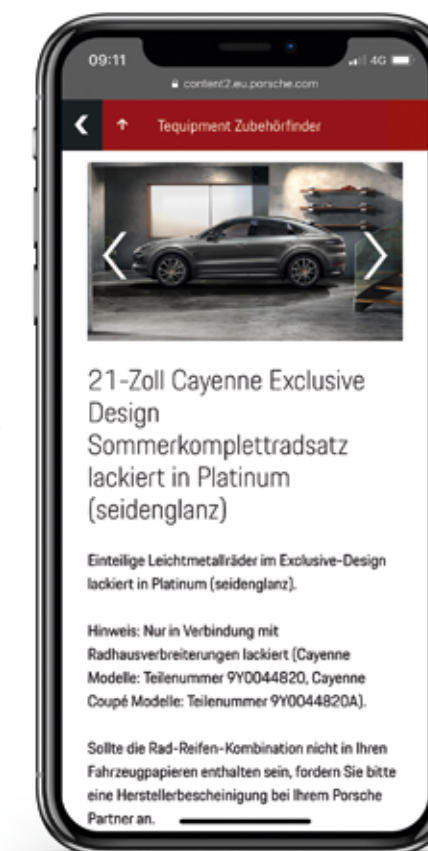 09:11
4G
content2.eu.porsche.com
Tequipment Zubehörfinder
21-Zoll Cayenne Exclusive
Design
Sommerkomplettradsatz
lackiert in Platinum
(seidenglanz)
Einteilige Leichtmetallräder im Exclusive-Design
lackiert in Platinum (seidenglanz).
Hinweis: Nur in Verbindung mit
Radhausverbreiterungen lackiert (Cayenne
Modelle: Teilenummer 9Y0044820, Cayenne
Coupé Modelle: Teilenummer 9Y0044820A).
Sollte die Rad-Reifen-Kombination nicht in Ihren
Fahrzeugpapieren enthalten sein, fordern Sie bitte
eine Herstellerbescheinigung bei Ihrem Porsche
Partner an.